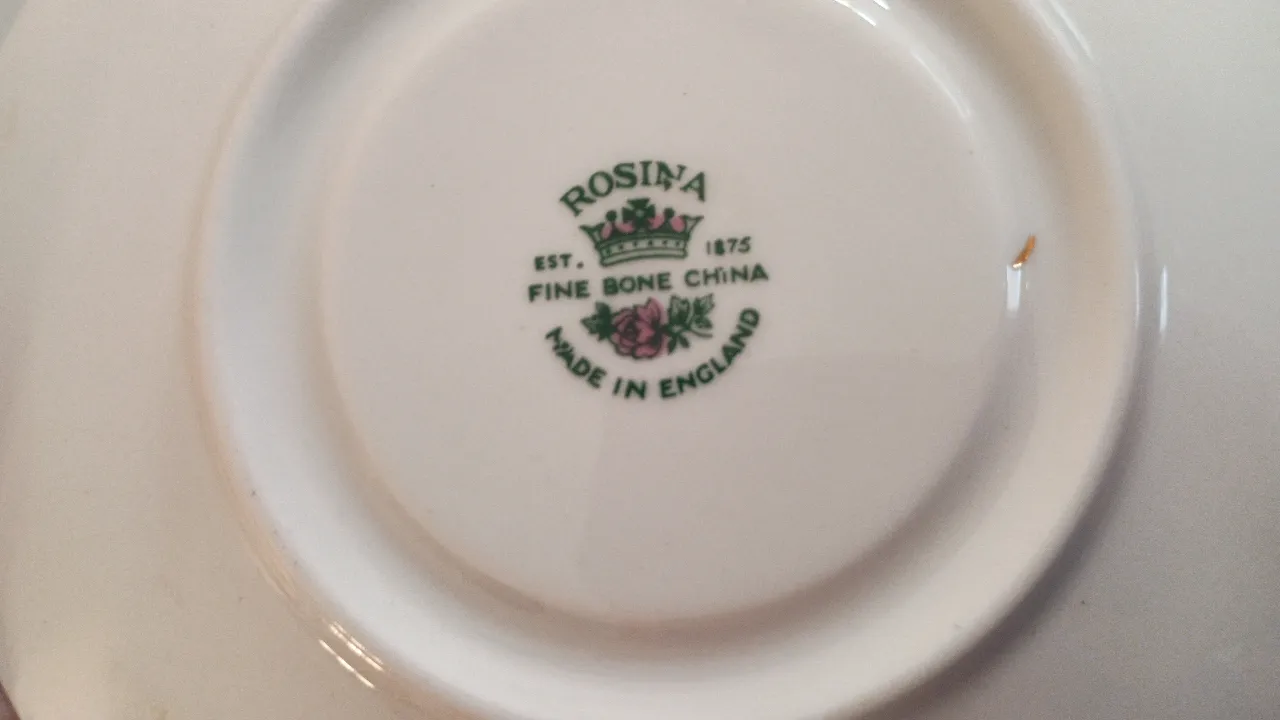 ROSINA
EST. 1875
FINE BONE CHINA
MADE IN ENGLAND